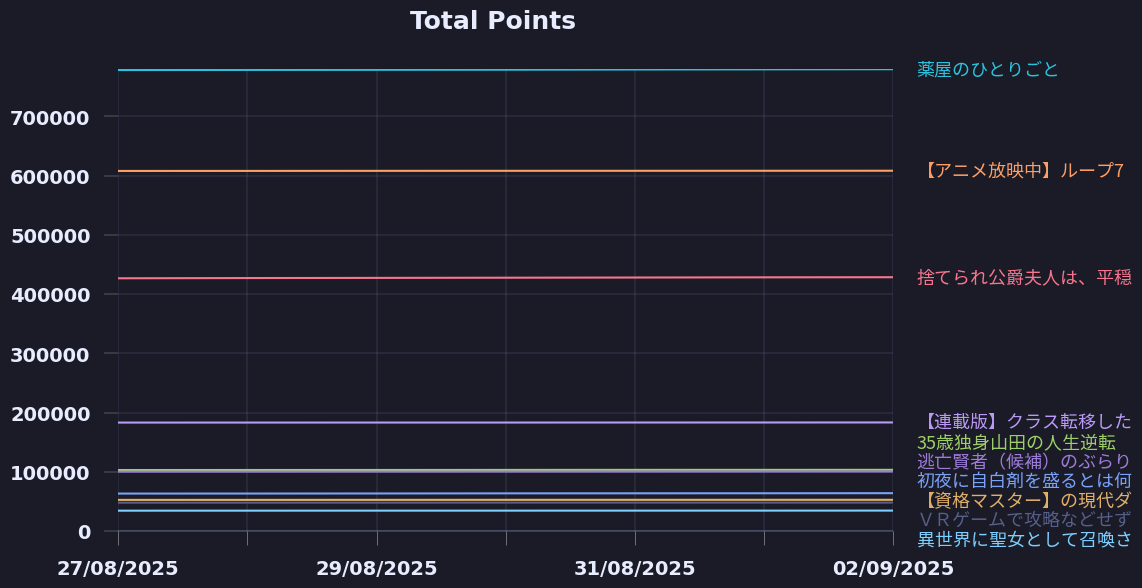 Total Points
薬屋のひとりごと
700000
【アニメ放映中】ループ7
600000
500000
捨てられ公爵夫人は、平穏
400000
300000
200000
【連載版】クラス転移した
35歳独身山田の人生逆転
逃亡賢者（候補）のぶらり
100000
初夜に自白剤を盛るとは何
【資格マスター】の現代ダ
ＶＲゲームで攻略などせず
0
異世界に聖女として召喚さ
27/08/2025 29/08/2025 31/08/2025 02/09/2025